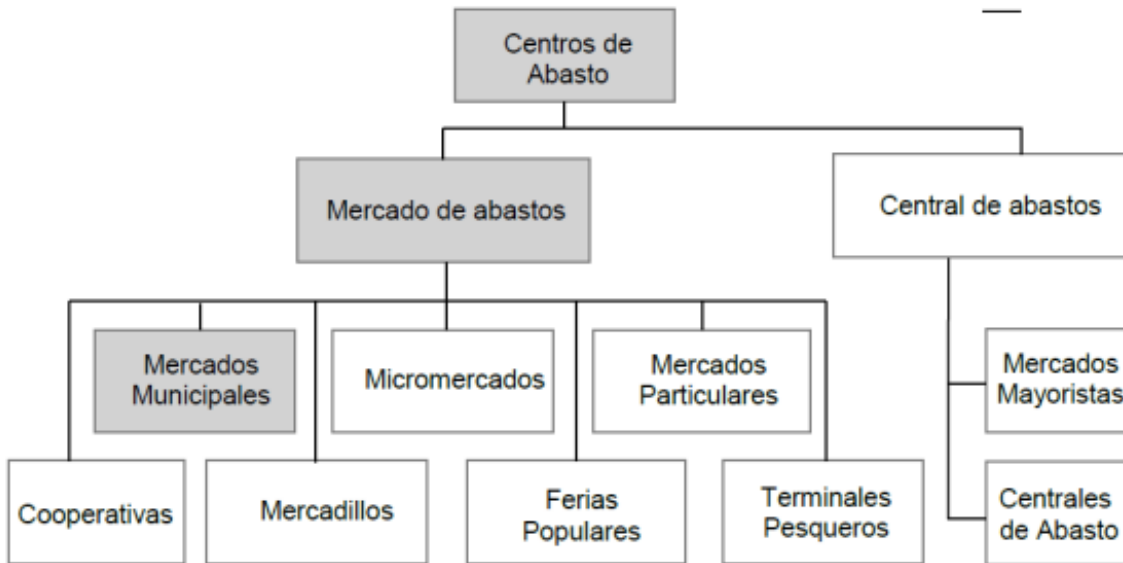 Centros de
Abasto
Mercado de abastos
Central de abastos
Mercados
Municipales
Micromercados
Mercados
Particulares
Mercados
Mayoristas
Cooperativas
Mercadillos
Ferias
Populares
Terminales
Pesqueros
Centrales
de Abasto